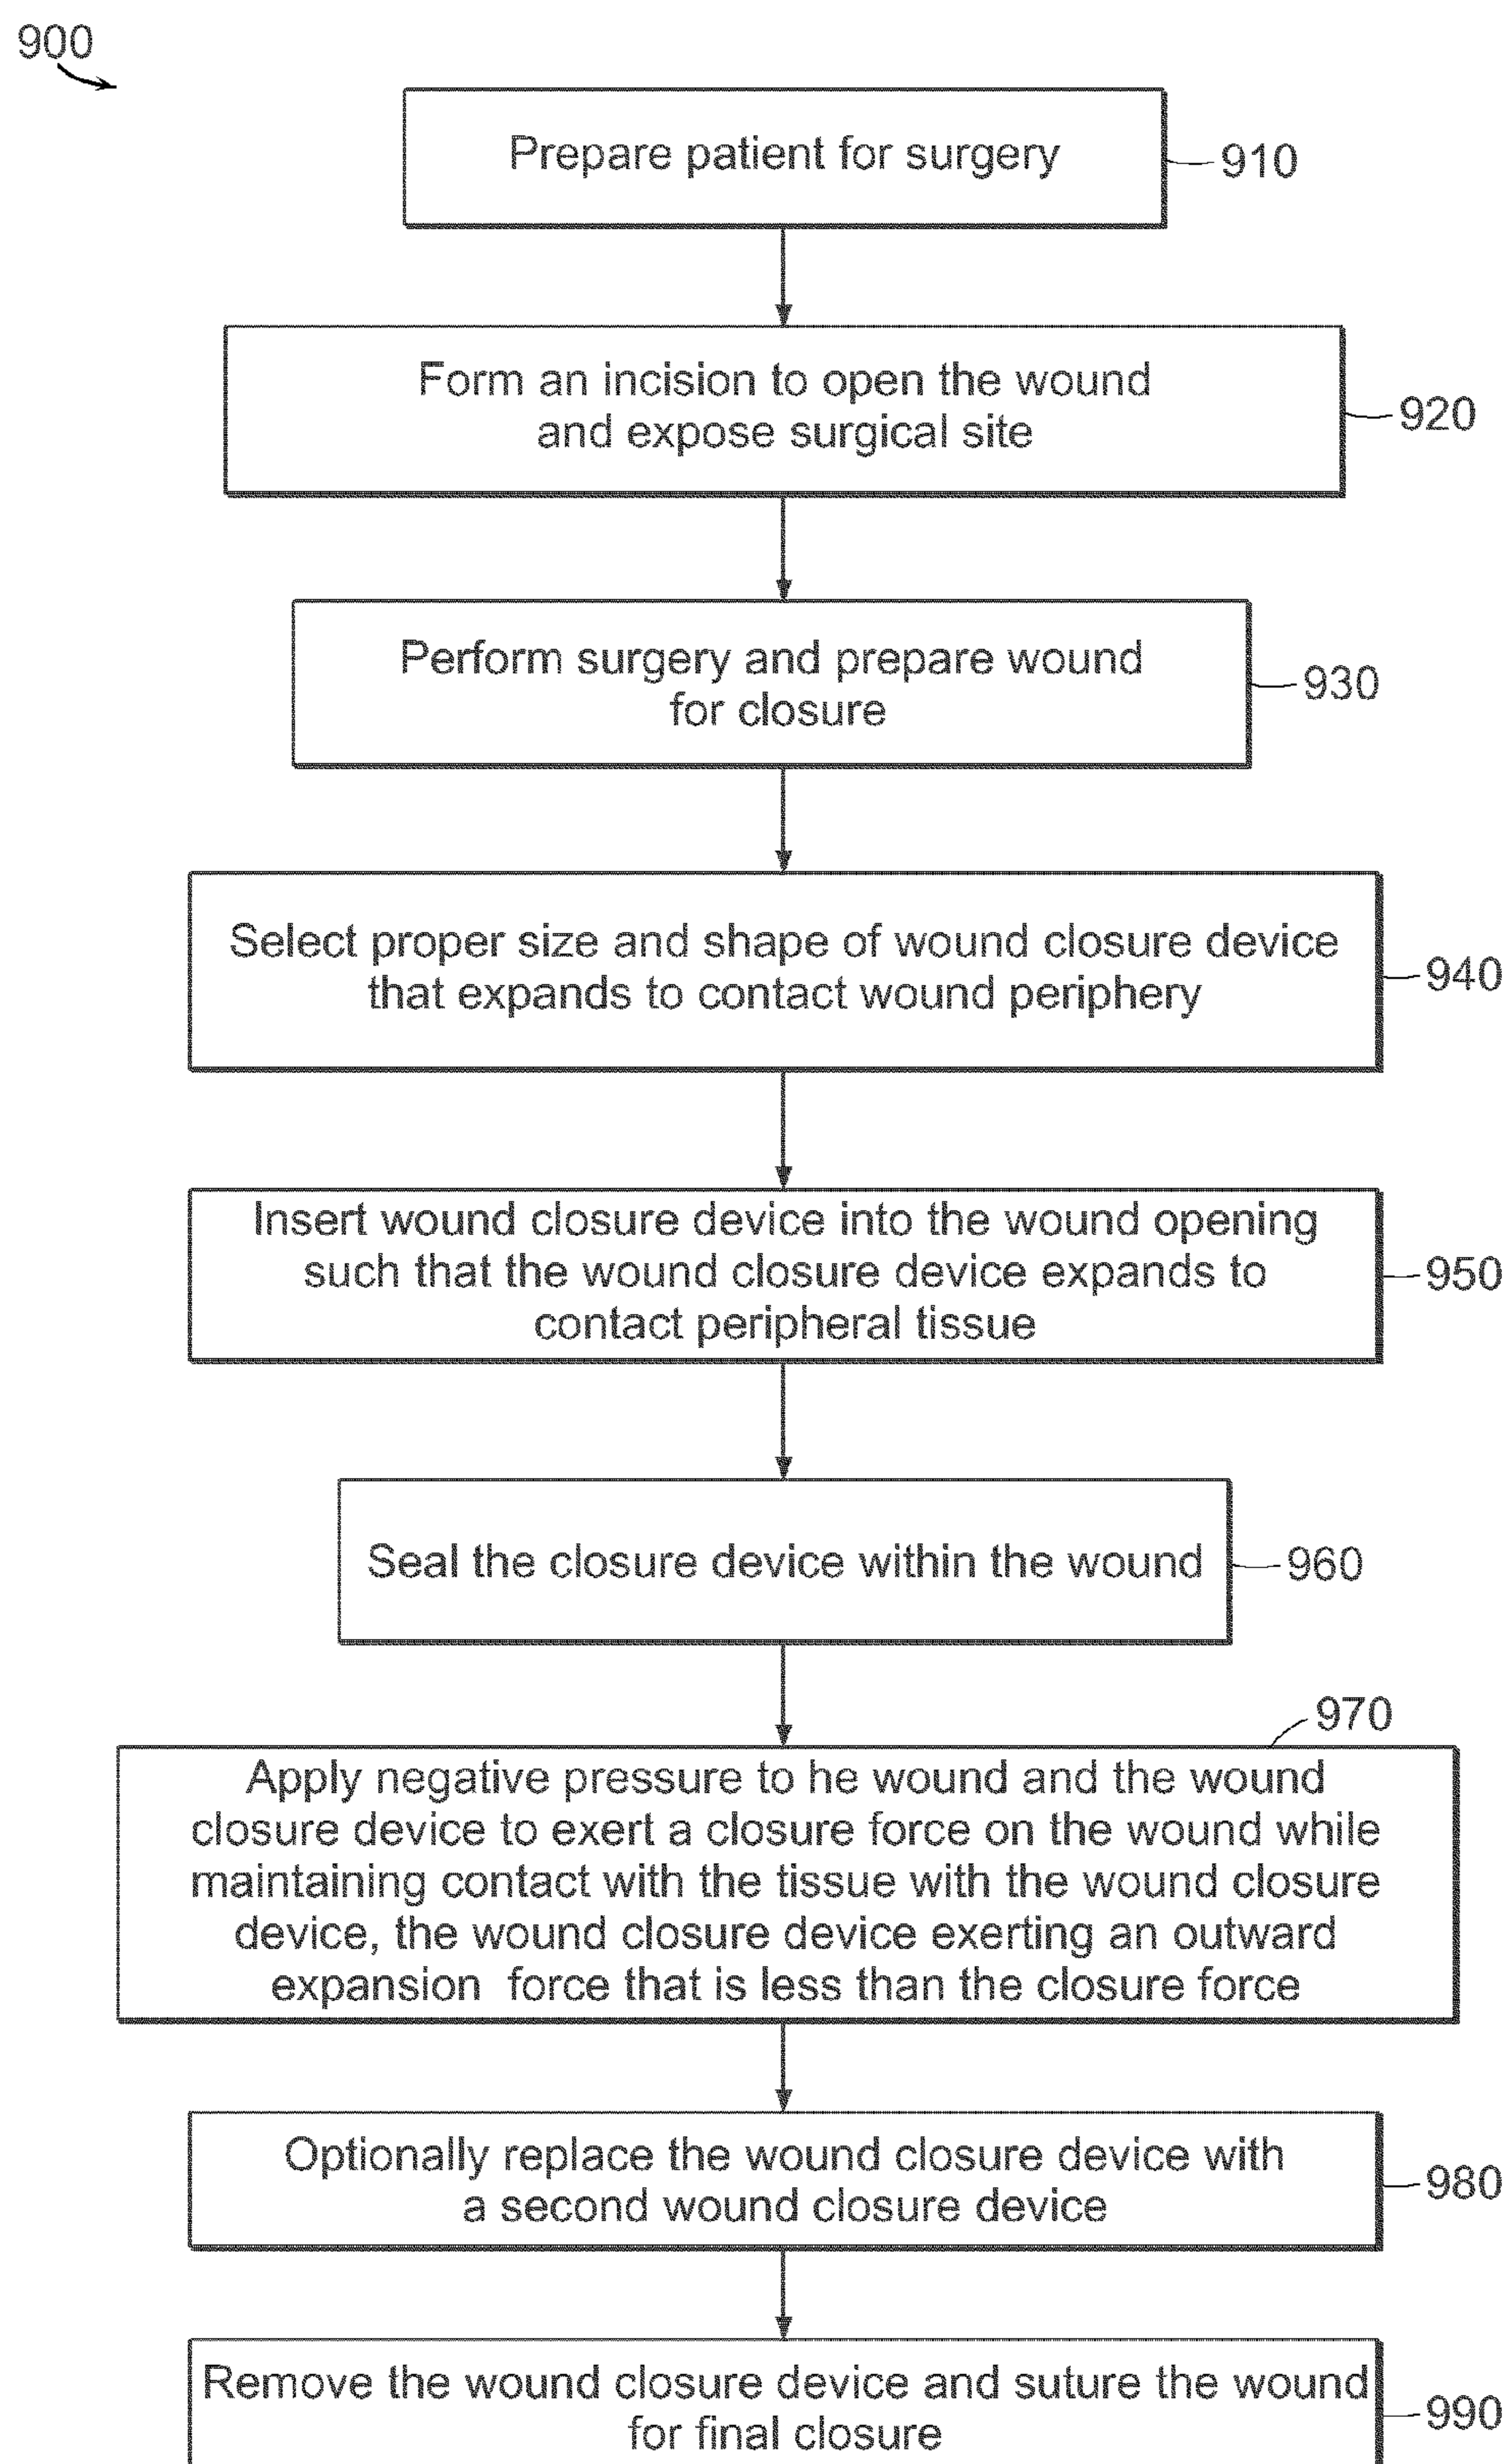 900
Prepare patient for surgery
910
Form an incision to open the wound
and expose surgical site
920
Perform surgery and prepare wound
for closure
930
Select proper size and shape of wound closure device
that expands to contact wound periphery
940
Insert wound closure device into the wound opening
such that the wound closure device expands to
contact peripheral tissue
950
Seal the closure device within the wound
960
970
Apply negative pressure to he wound and the wound
closure device to exert a closure force on the wound while
maintaining contact with the tissue with the wound closure
device, the wound closure device exerting an outward
expansion force that is less than the closure force
Optionally replace the wound closure device with
a second wound closure device
980
Remove the wound closure device and suture the wound
for final closure
990